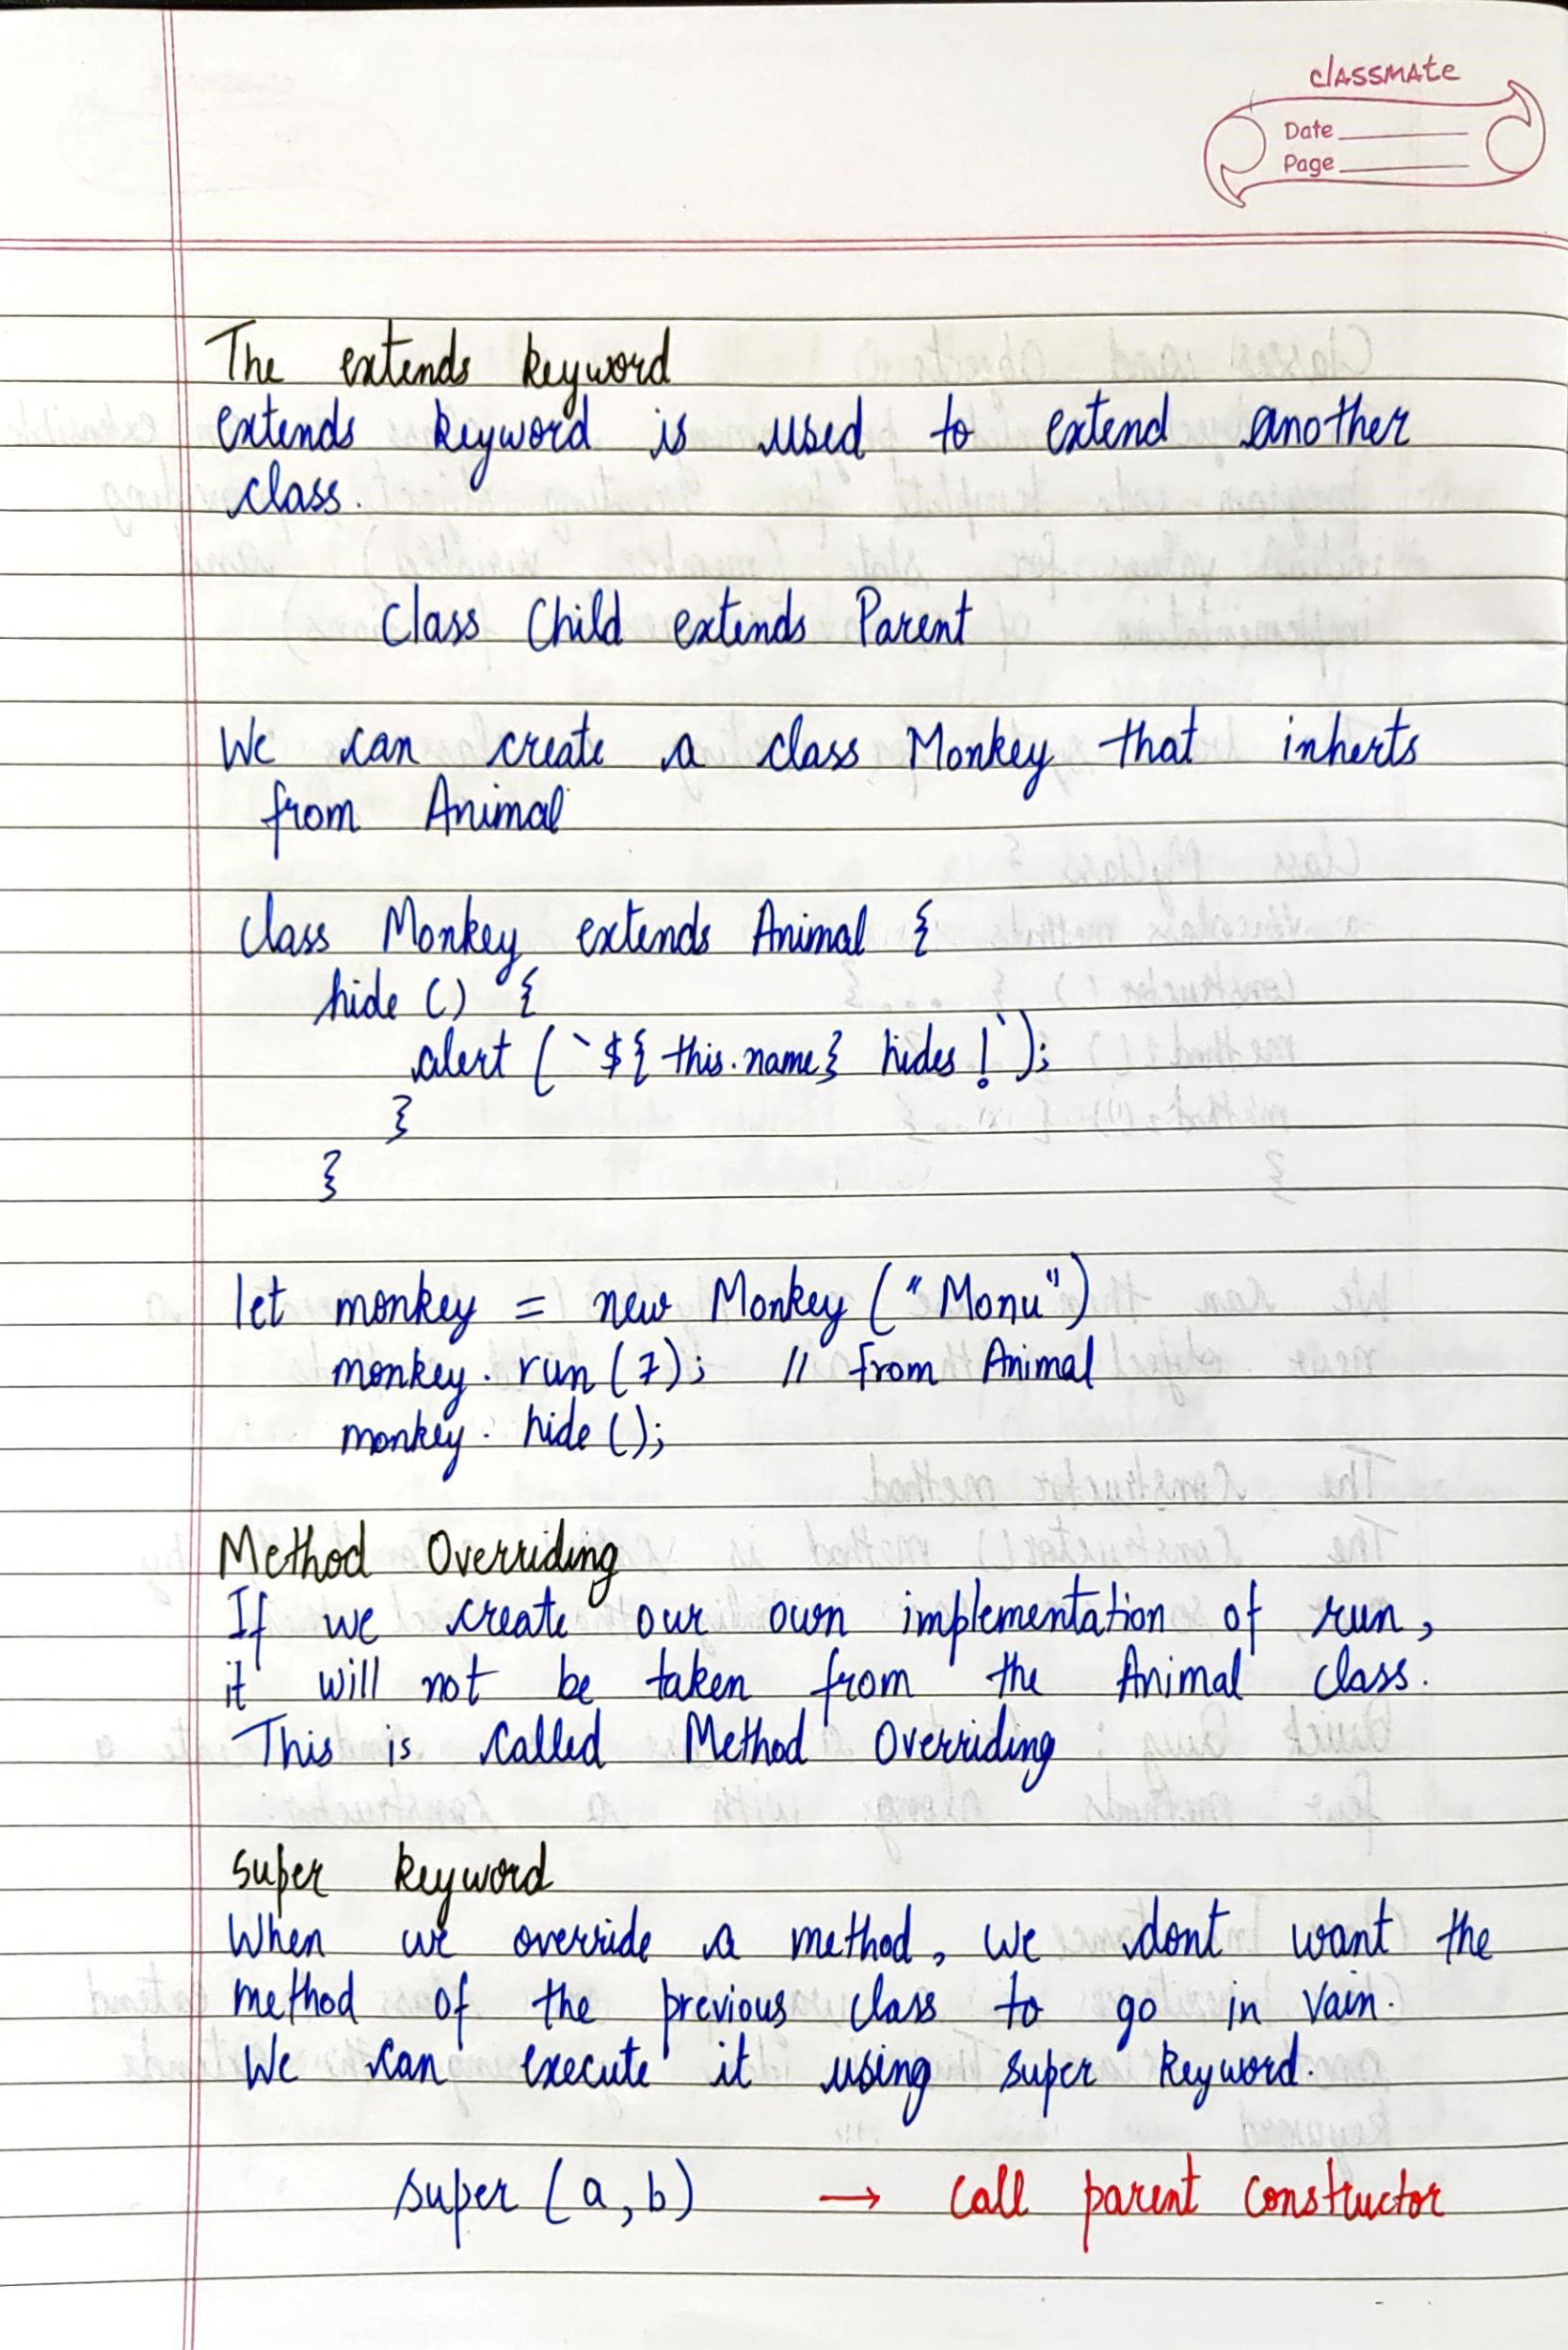 classmate
Date
Page
The extends keyword
extends keyword is used to extend another
class.
class Child extends Parent
We can create a class Monkey that inherts
from Animal
class Monkey extends Animal {
hide () {
alert (`${ this.name} hides !`);
}
}
let monkey = new Monkey ("Monu")
monkey. run (7); // from Animal
monkey. hide ();
Method Overriding
If we create our own implementation of run,
it will not be taken from the Animal class.
This is called Method Overriding
super keyword
When we override a method, we dont want the
method of the previous class to go in vain.
We can execute it using super keyword.
super (a, b) → call parent constructor